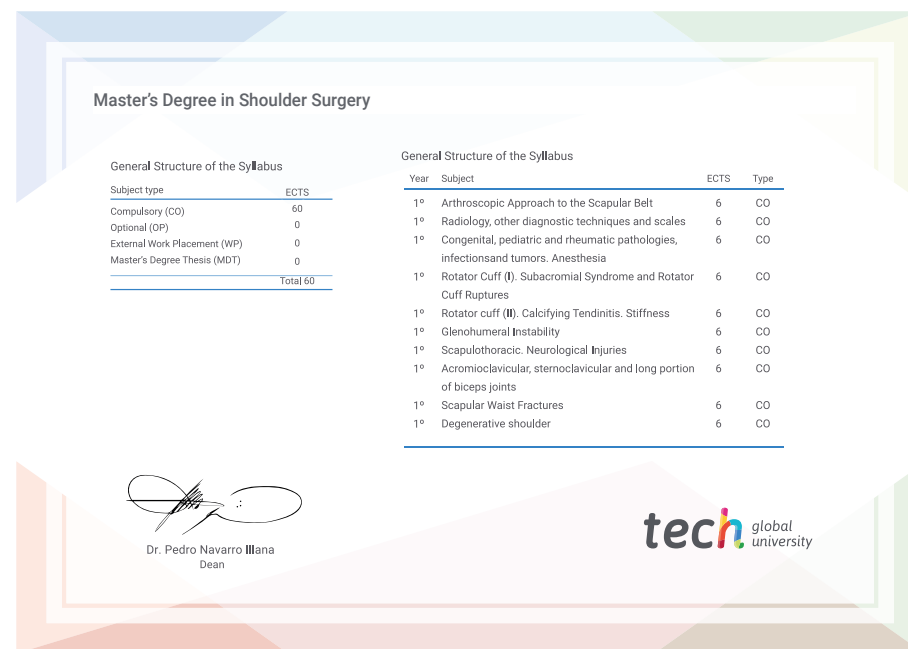 Master's Degree in Shoulder Surgery
General Structure of the Syllabus
Subject type ECTS
Compulsory (CO) 60
Optional (OP) 0
External Work Placement (WP) 0
Master's Degree Thesis (MDT) 0
Total 60
General Structure of the Syllabus
Year Subject ECTS Type
1º Arthroscopic Approach to the Scapular Belt 6 CO
1º Radiology, other diagnostic techniques and scales 6 CO
1º Congenital, pediatric and rheumatic pathologies, 6 CO
infectionsand tumors. Anesthesia
1º Rotator Cuff (I). Subacromial Syndrome and Rotator 6 CO
Cuff Ruptures
1º Rotator cuff (II). Calcifying Tendinitis. Stiffness 6 CO
1º Glenohumeral Instability 6 CO
1º Scapulothoracic. Neurological Injuries 6 CO
1º Acromioclavicular, sternoclavicular and long portion 6 CO
of biceps joints
1º Scapular Waist Fractures 6 CO
1º Degenerative shoulder 6 CO
Dr. Pedro Navarro Illana
Dean
tech global
university